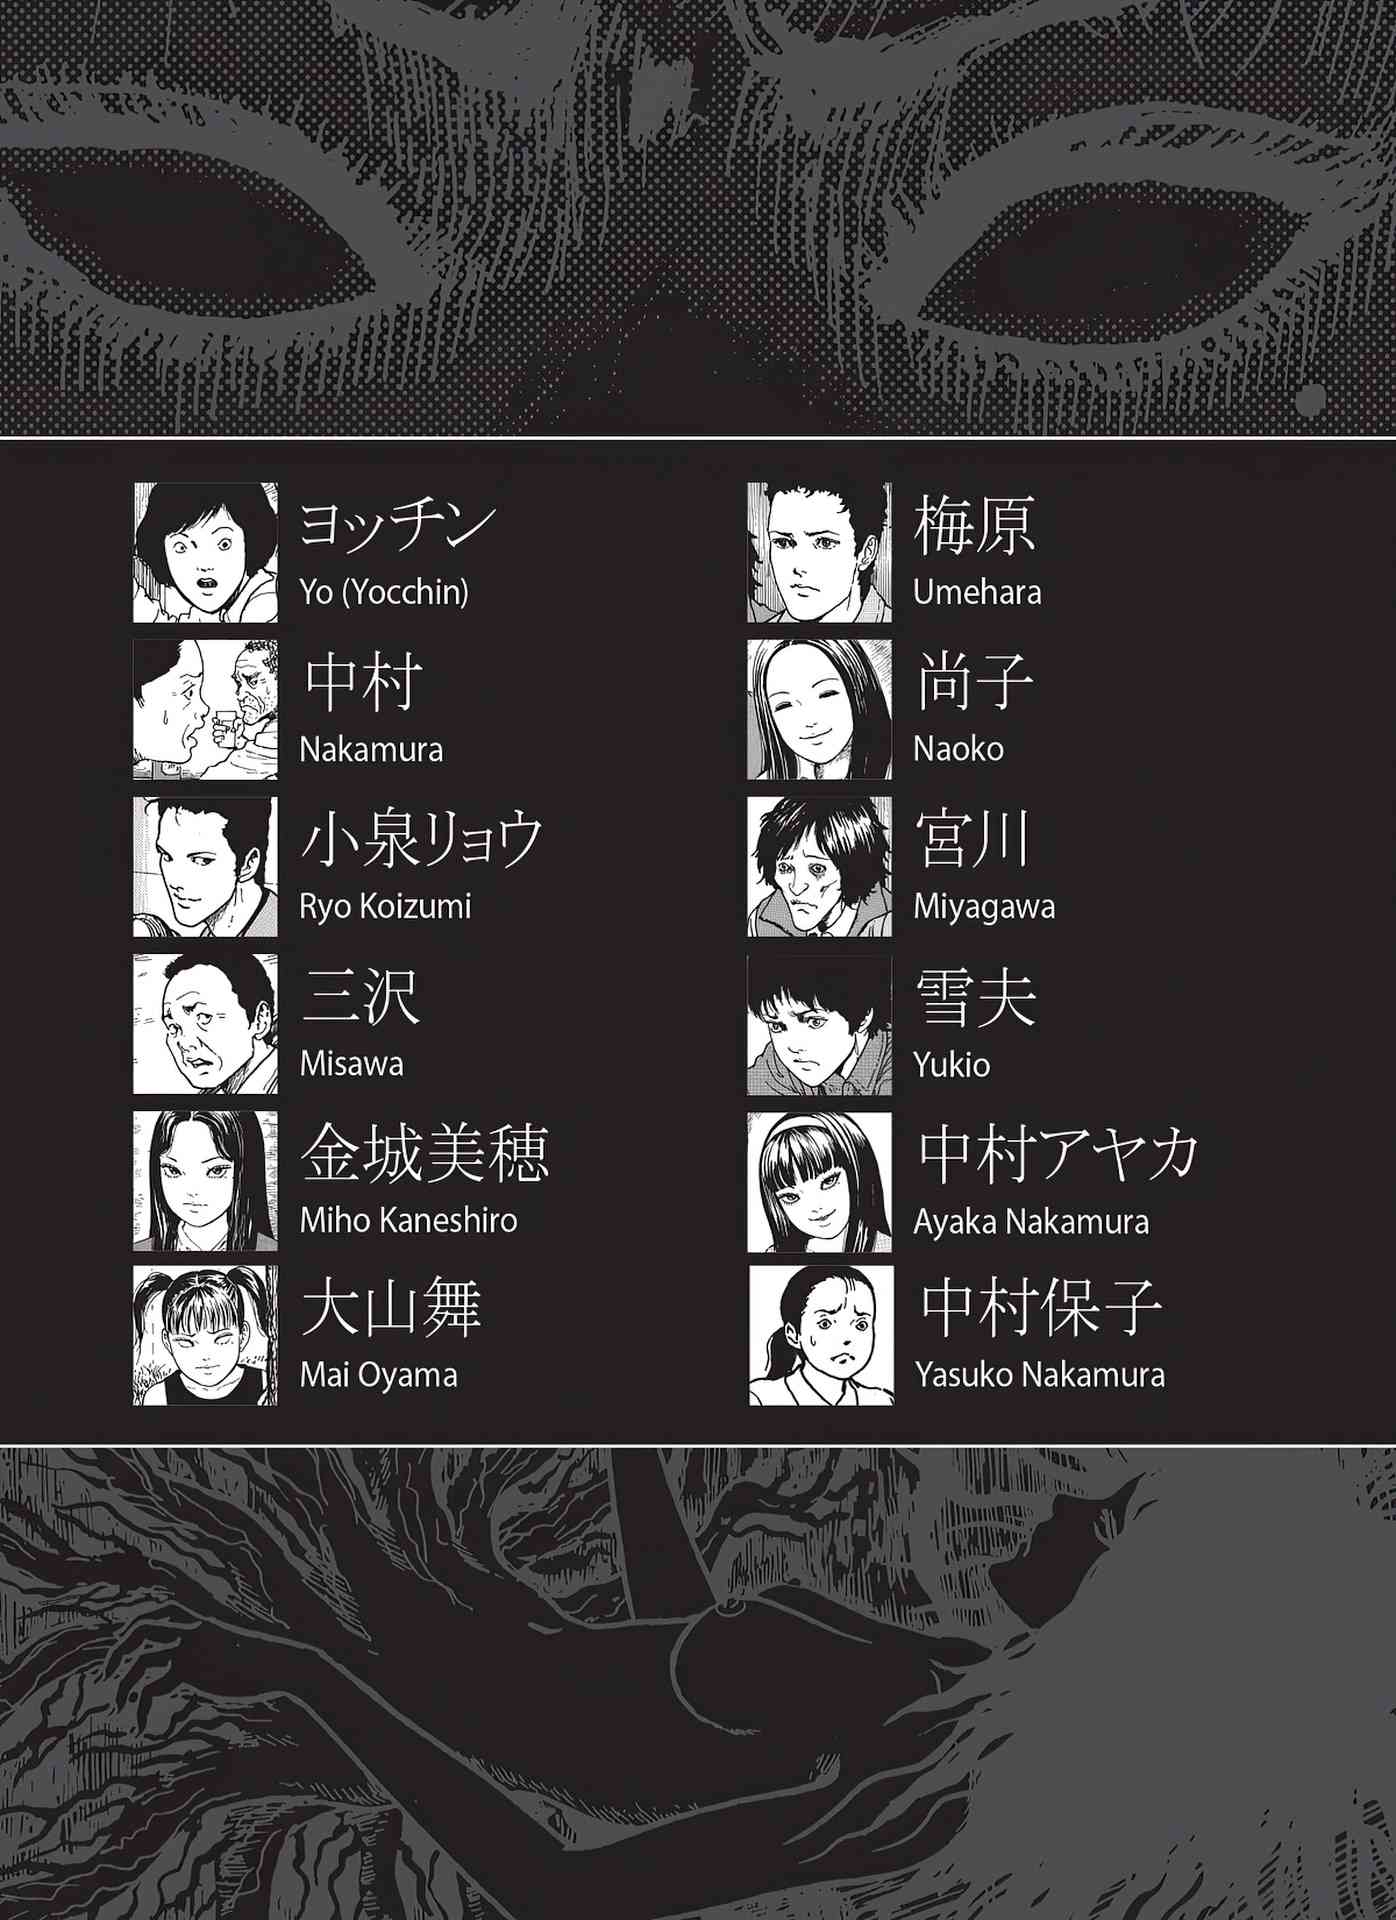 ヨッチン
Yo (Yocchin)
中村
Nakamura
小泉リョウ
Ryo Koizumi
三沢
Misawa
金城美穂
Miho Kaneshiro
大山舞
Mai Oyama
梅原
Umehara
尚子
Naoko
宮川
Miyagawa
雪夫
Yukio
中村アヤカ
Ayaka Nakamura
中村保子
Yasuko Nakamura